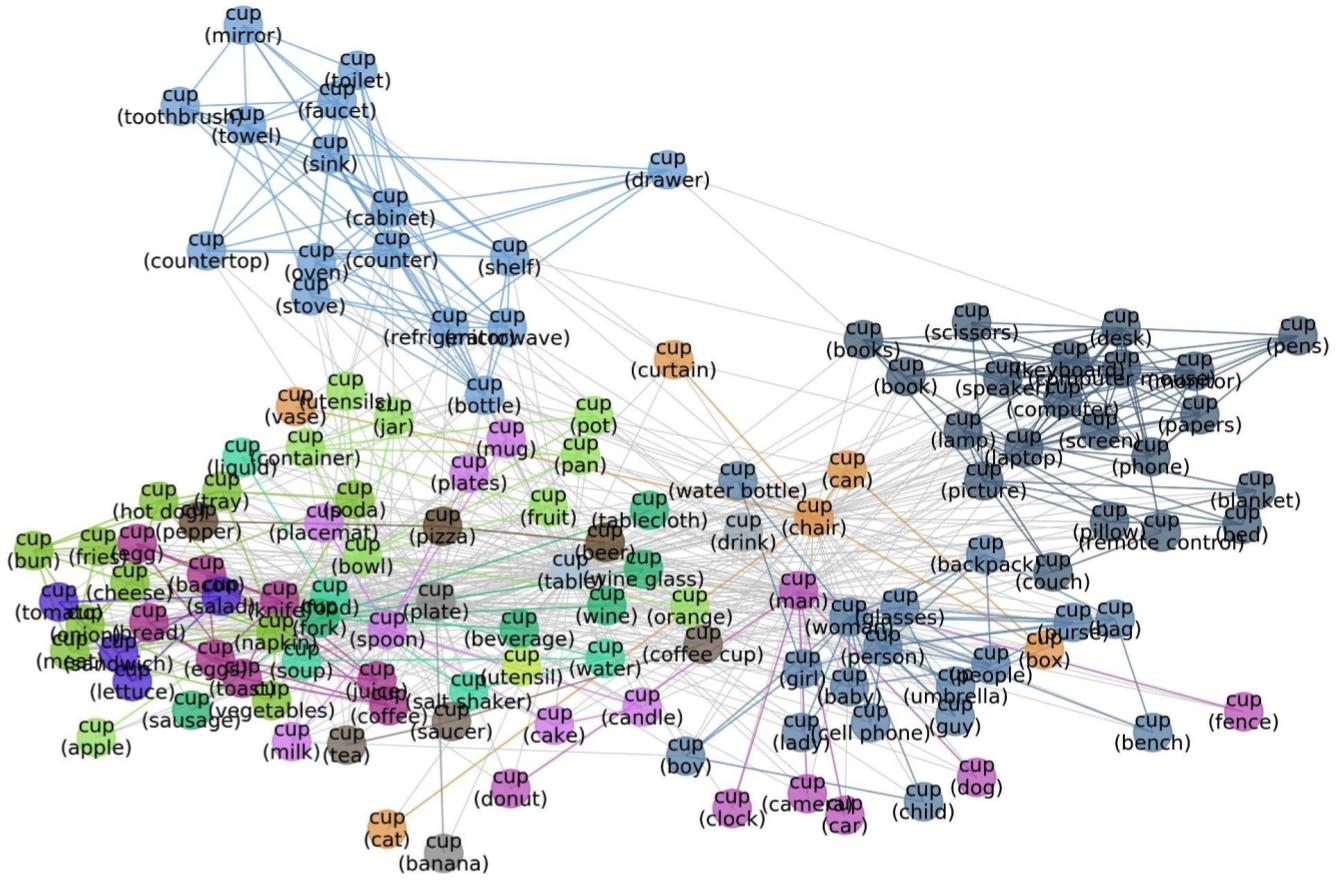 cup
(mirror)
cup
(toilet)
cup
(faucet)
cup
(toothbrush)
cup
(towel)
cup
(sink)
cup
(drawer)
cup
(cabinet)
cup
(countertop)
cup
(counter)
cup
(oven)
cup
(shelf)
cup
(stove)
cup
(refrigerator)
cup
(microwave)
cup
(bottle)
cup
(books)
cup
(scissors)
cup
(desk)
cup
(pens)
cup
(curtain)
cup
(book)
cup
(speaker)
cup
(keyboard)
cup
(computer mouse)
cup
(monitor)
cup
(computer)
cup
(papers)
cup
(lamp)
cup
(laptop)
cup
(screen)
cup
(phone)
cup
(picture)
cup
(blanket)
cup
(pillow)
cup
(remote control)
cup
(bed)
cup
(couch)
cup
(backpack)
cup
(vase)
cup
(utensils)
cup
(jar)
cup
(pot)
cup
(pan)
cup
(mug)
cup
(container)
cup
(liquid)
cup
(plates)
cup
(water bottle)
cup
(can)
cup
(chair)
cup
(drink)
cup
(tablecloth)
cup
(fruit)
cup
(hot dog)
cup
(tray)
cup
(soda)
cup
(pepper)
cup
(placemat)
cup
(pizza)
cup
(beer)
cup
(bun)
cup
(fries)
cup
(egg)
cup
(bowl)
cup
(table)
cup
(wine glass)
cup
(cheese)
cup
(bacon)
cup
(salad)
cup
(tomato)
cup
(onion)
cup
(bread)
cup
(knife)
cup
(food)
cup
(fork)
cup
(napkin)
cup
(plate)
cup
(spoon)
cup
(beverage)
cup
(wine)
cup
(orange)
cup
(man)
cup
(woman)
cup
(glasses)
cup
(person)
cup
(purse)
cup
(bag)
cup
(box)
cup
(meat)
cup
(sandwich)
cup
(lettuce)
cup
(eggs)
cup
(toast)
cup
(soup)
cup
(juice)
cup
(coffee)
cup
(salt shaker)
cup
(utensil)
cup
(water)
cup
(coffee cup)
cup
(girl)
cup
(baby)
cup
(people)
cup
(umbrella)
cup
(guy)
cup
(lady)
cup
(cell phone)
cup
(fence)
cup
(bench)
cup
(sausage)
cup
(vegetables)
cup
(apple)
cup
(milk)
cup
(tea)
cup
(saucer)
cup
(cake)
cup
(candle)
cup
(boy)
cup
(donut)
cup
(clock)
cup
(camera)
cup
(car)
cup
(child)
cup
(dog)
cup
(cat)
cup
(banana)